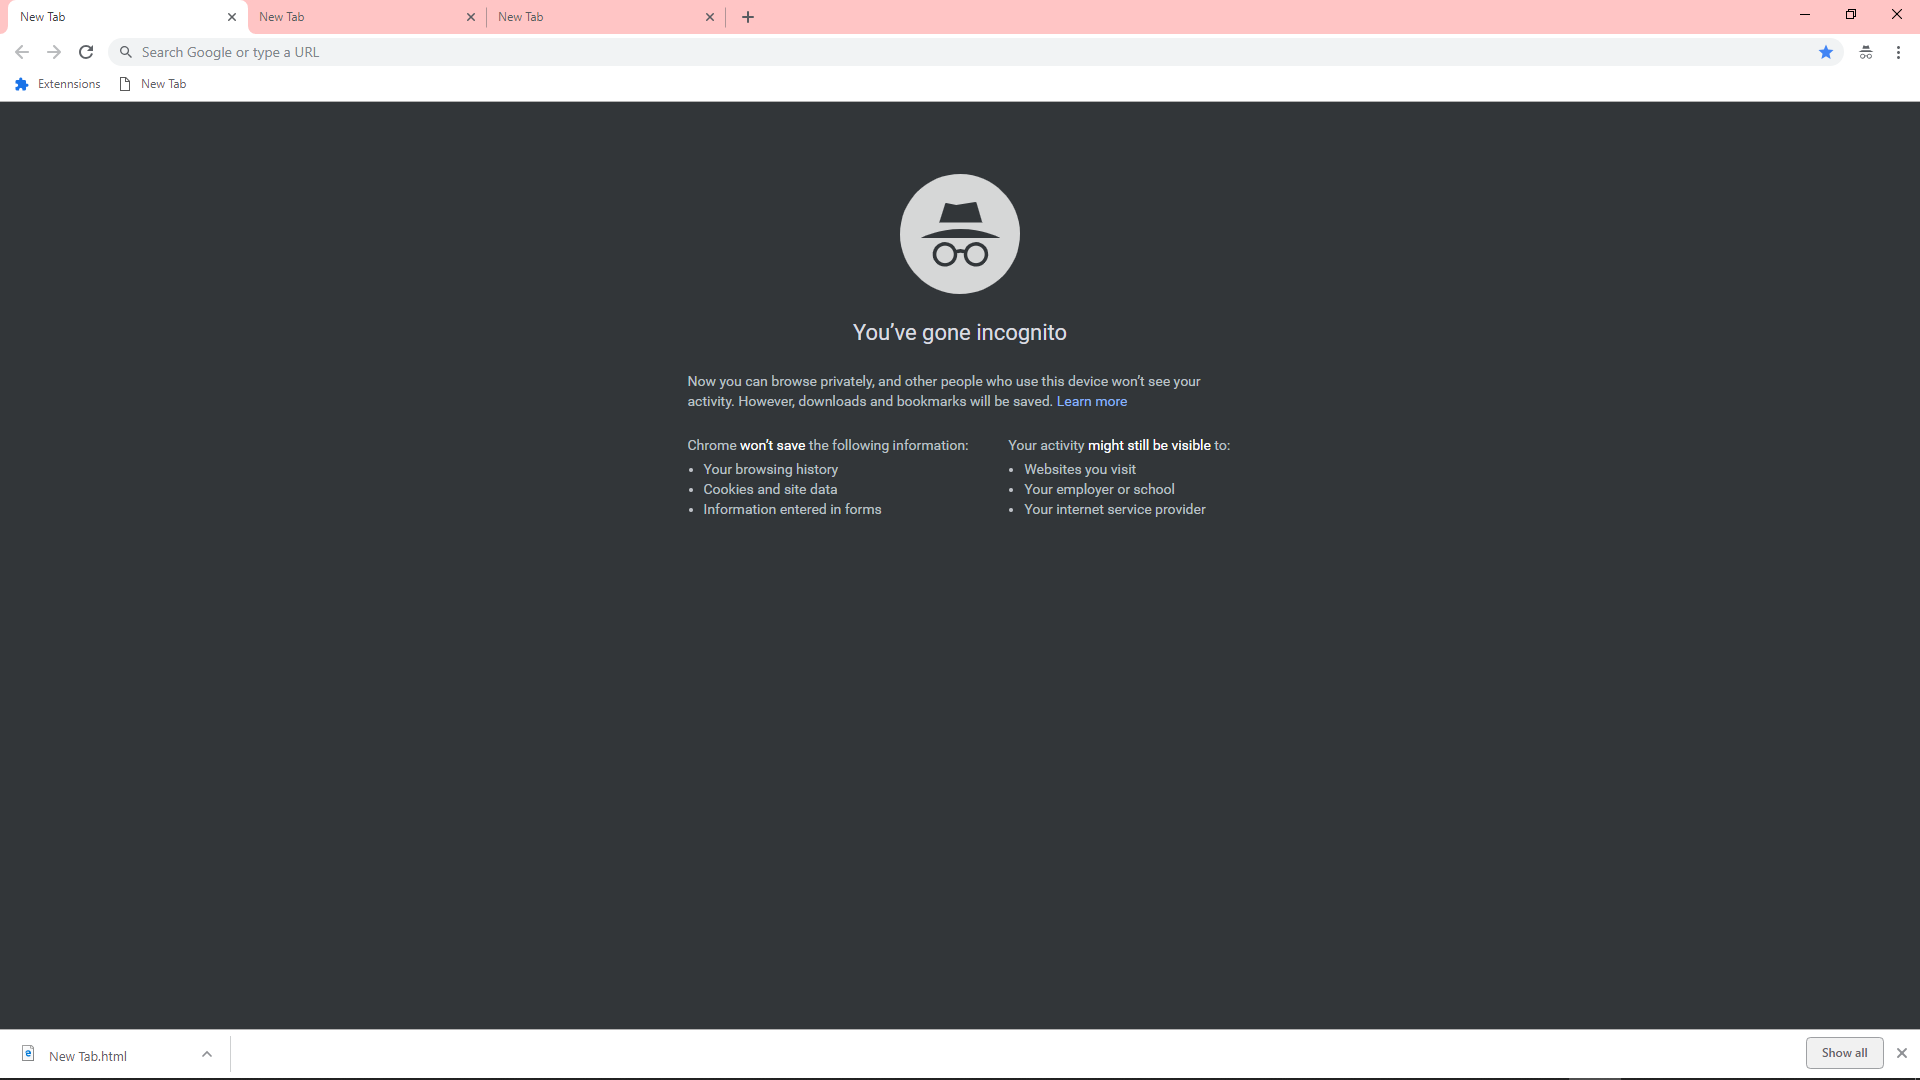 New Tab
New Tab
New Tab
Search Google or type a URL
Extennsions
New Tab
You've gone incognito
Now you can browse privately, and other people who use this device won't see your
activity. However, downloads and bookmarks will be saved. Learn more
Chrome won't save the following information:
Your browsing history
Cookies and site data
Information entered in forms
Your activity might still be visible to:
Websites you visit
Your employer or school
Your internet service provider
New Tab.html
Show all